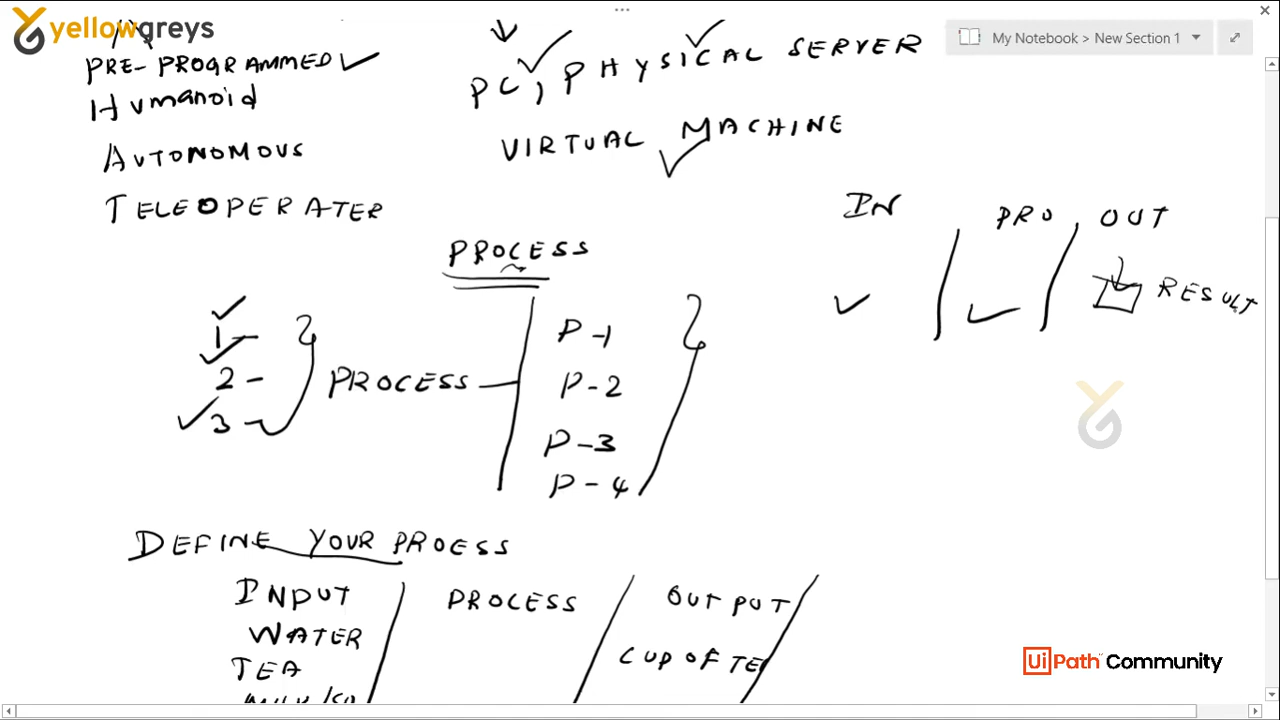 yellowgreys
My Notebook > New Section 1
PRE-PROGRAMMED
Humanoid
AUTONOMOUS
TELEOPERATER
PC, PHYSICAL SERVER
VIRTUAL MACHINE
IN PRO OUT
RESULT
PROCESS
1-
2-
3-
PROCESS
P-1
P-2
P-3
P-4
DEFINE YOUR PROESS
INPUT PROCESS OUTPUT
WATER
TEA CUP OF TE
UiPath Community